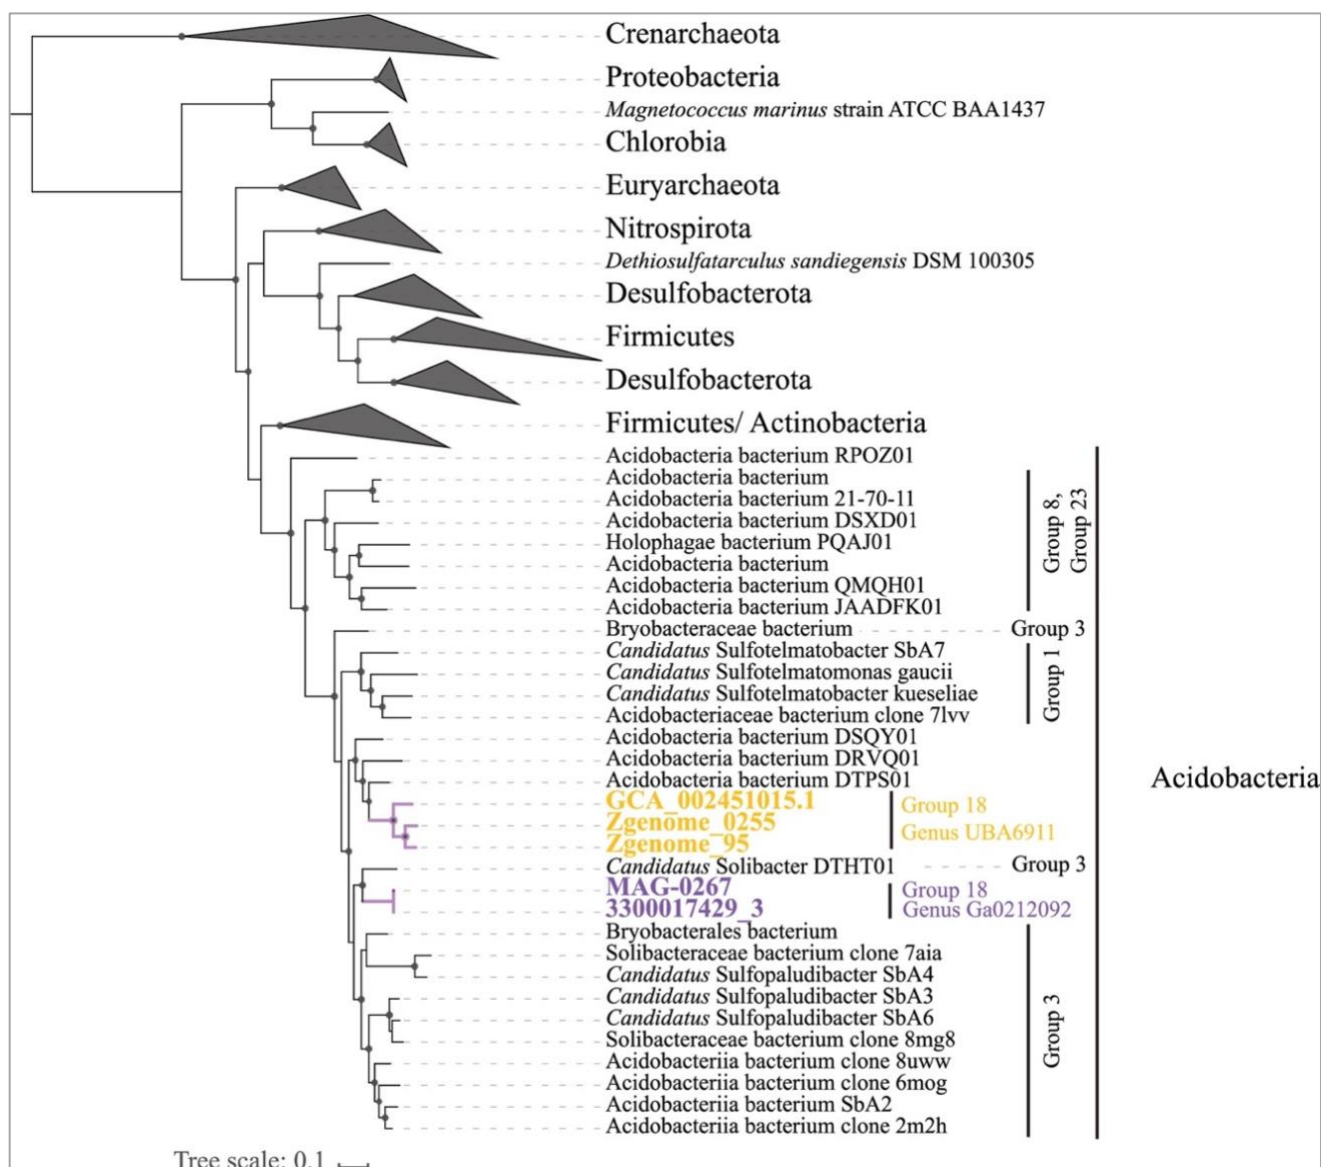 Crenarchaeota
Proteobacteria
Magnetococcus marinus strain ATCC BAA1437
Chlorobia
Euryarchaeota
Nitrospirota
Dethiosulfatarculus sandiegensis DSM 100305
Desulfobacterota
Firmicutes
Desulfobacterota
Firmicutes/ Actinobacteria
Acidobacteria bacterium RPOZ01
Acidobacteria bacterium
Acidobacteria bacterium 21-70-11
Acidobacteria bacterium DSXD01
Holophagae bacterium PQAJ01
Acidobacteria bacterium
Acidobacteria bacterium QMQH01
Acidobacteria bacterium JAADFK01
Group 8,
Group 23
Bryobacteraceae bacterium Group 3
Candidatus Sulfotelmatobacter SbA7
Candidatus Sulfotelmatomonas gaucii
Candidatus Sulfotelmatobacter kueseliae
Acidobacteriaceae bacterium clone 7lvv
Group 1
Acidobacteria bacterium DSQY01
Acidobacteria bacterium DRVQ01
Acidobacteria bacterium DTPS01
Acidobacteria
GCA_002451015.1
Zgenome_0255
Zgenome_95
Group 18
Genus UBA6911
Candidatus Solibacter DTHT01 Group 3
MAG-0267
3300017429_3
Group 18
Genus Ga0212092
Bryobacterales bacterium
Solibacteraceae bacterium clone 7aia
Candidatus Sulfopaludibacter SbA4
Candidatus Sulfopaludibacter SbA3
Candidatus Sulfopaludibacter SbA6
Solibacteraceae bacterium clone 8mg8
Acidobacteriia bacterium clone 8uww
Acidobacteriia bacterium clone 6mog
Acidobacteriia bacterium SbA2
Acidobacteriia bacterium clone 2m2h
Group 3
Tree scale: 0.1